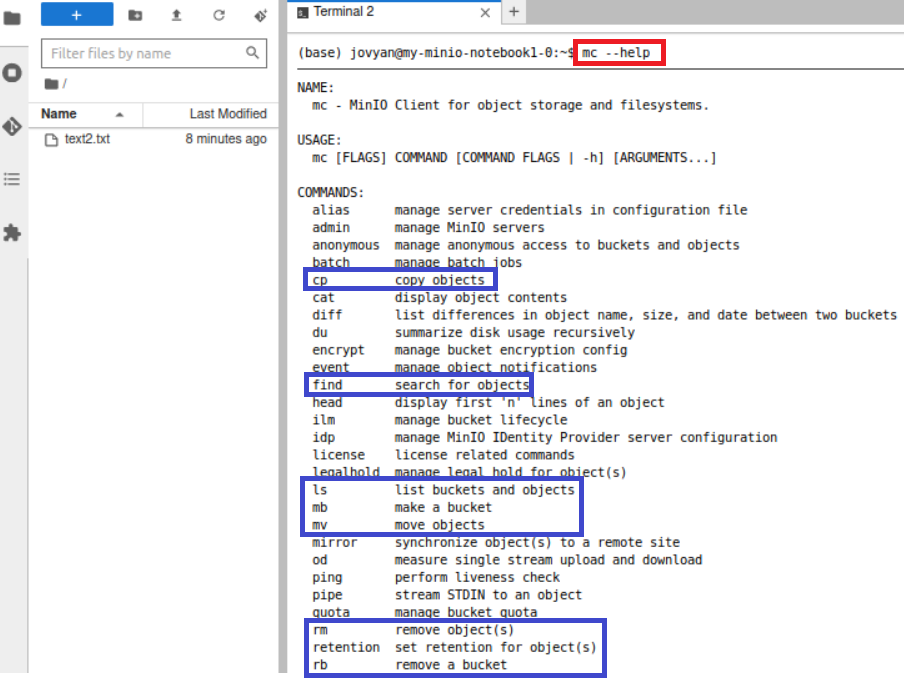 +
Terminal 2
+
Filter files by name
/
Name Last Modified
text2.txt 8 minutes ago
(base) jovyan@my-minio-notebook1-0:~$ mc --help
NAME:
mc - MinIO Client for object storage and filesystems.
USAGE:
mc [FLAGS] COMMAND [COMMAND FLAGS | -h] [ARGUMENTS...]
COMMANDS:
alias manage server credentials in configuration file
admin manage MinIO servers
anonymous manage anonymous access to buckets and objects
batch manage batch jobs
cp copy objects
cat display object contents
diff list differences in object name, size, and date between two buckets
du summarize disk usage recursively
encrypt manage bucket encryption config
event manage object notifications
find search for objects
head display first 'n' lines of an object
ilm manage bucket lifecycle
idp manage MinIO IDentity Provider server configuration
license license related commands
legalhold manage legal hold for object(s)
ls list buckets and objects
mb make a bucket
mv move objects
mirror synchronize object(s) to a remote site
od measure single stream upload and download
ping perform liveness check
pipe stream STDIN to an object
quota manage bucket quota
rm remove object(s)
retention set retention for object(s)
rb remove a bucket